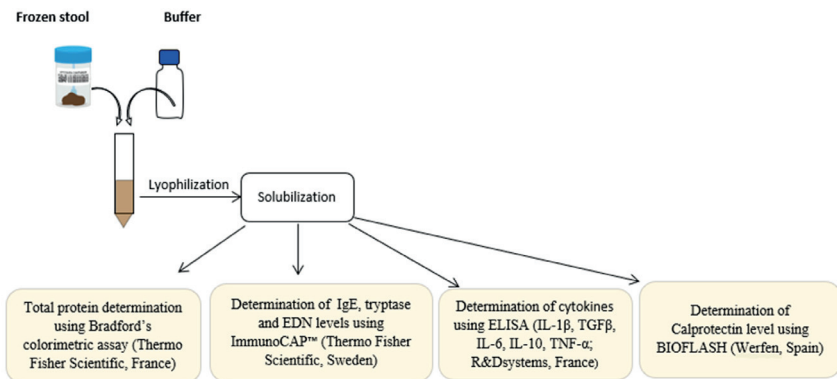 Frozen stool
Buffer
Lyophilization
Solubilization
Total protein determination
using Bradford's
colorimetric assay (Thermo
Fisher Scientific, France)
Determination of IgE, tryptase
and EDN levels using
ImmunoCAP™ (Thermo Fisher
Scientific, Sweden)
Determination of cytokines
using ELISA (IL-1β, TGFβ,
IL-6, IL-10, TNF-α;
R&Dsystems, France)
Determination of
Calprotectin level using
BIOFLASH (Werfen, Spain)